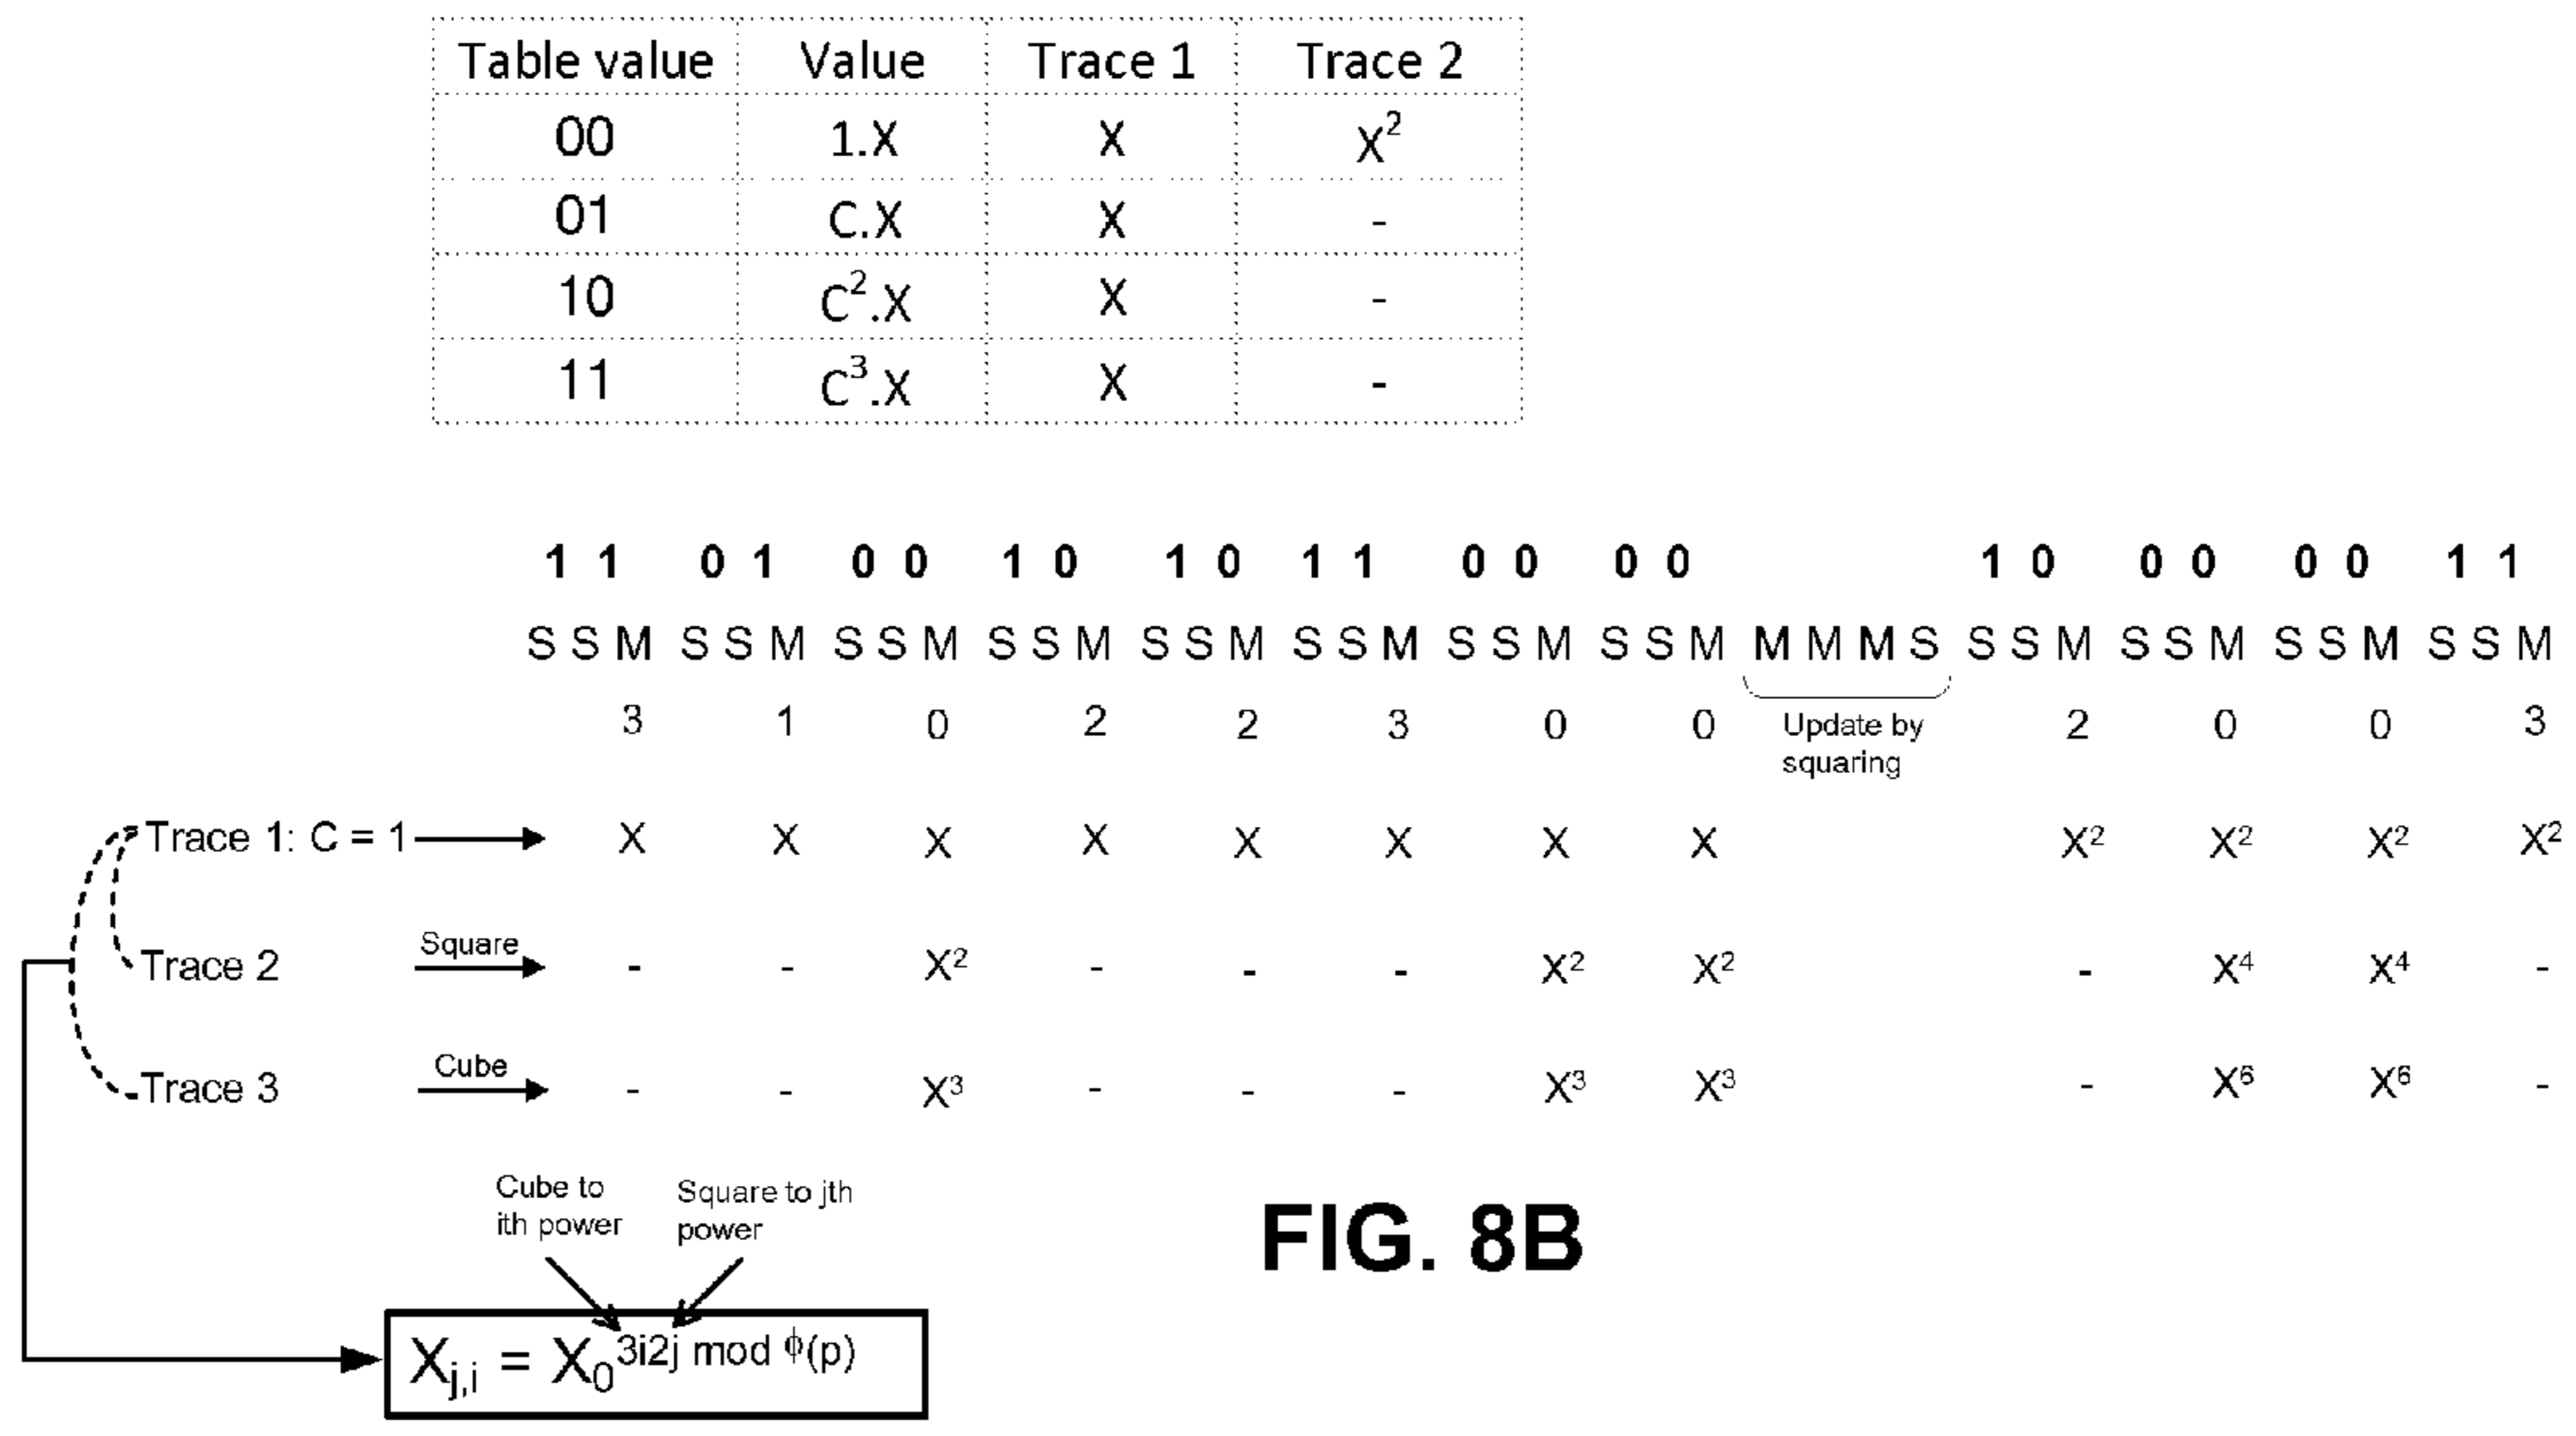 Table value Value Trace 1 Trace 2
00 1.X X X²
01 C.X X -
10 C².X X -
11 C³.X X -
1 1 0 1 0 0 1 0 1 0 1 1 0 0 0 0 1 0 0 0 0 0 1 1
S S M S S M S S M S S M S S M S S M S S M S S M M M M S S S M S S M S S M S S M
3 1 0 2 2 3 0 0 Update by squaring 2 0 0 3
Trace 1: C = 1 X X X X X X X X X² X² X² X²
Trace 2 Square - - X² - - - X² X² - X⁴ X⁴ -
Trace 3 Cube - - X³ - - - X³ X³ - X⁶ X⁶ -
Cube to
ith power
Square to jth
power
FIG. 8B
Xj,i = X₀3i2j mod ϕ(p)